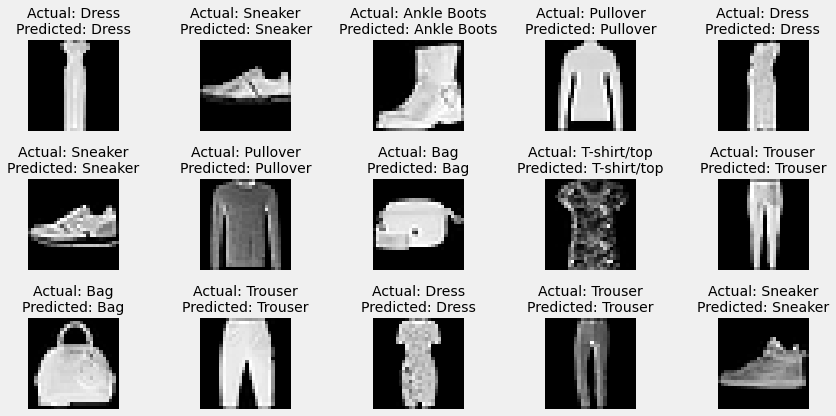 Actual: Dress
Predicted: Dress
Actual: Sneaker
Predicted: Sneaker
Actual: Ankle Boots
Predicted: Ankle Boots
Actual: Pullover
Predicted: Pullover
Actual: Dress
Predicted: Dress
Actual: Sneaker
Predicted: Sneaker
Actual: Pullover
Predicted: Pullover
Actual: Bag
Predicted: Bag
Actual: T-shirt/top
Predicted: T-shirt/top
Actual: Trouser
Predicted: Trouser
Actual: Bag
Predicted: Bag
Actual: Trouser
Predicted: Trouser
Actual: Dress
Predicted: Dress
Actual: Trouser
Predicted: Trouser
Actual: Sneaker
Predicted: Sneaker